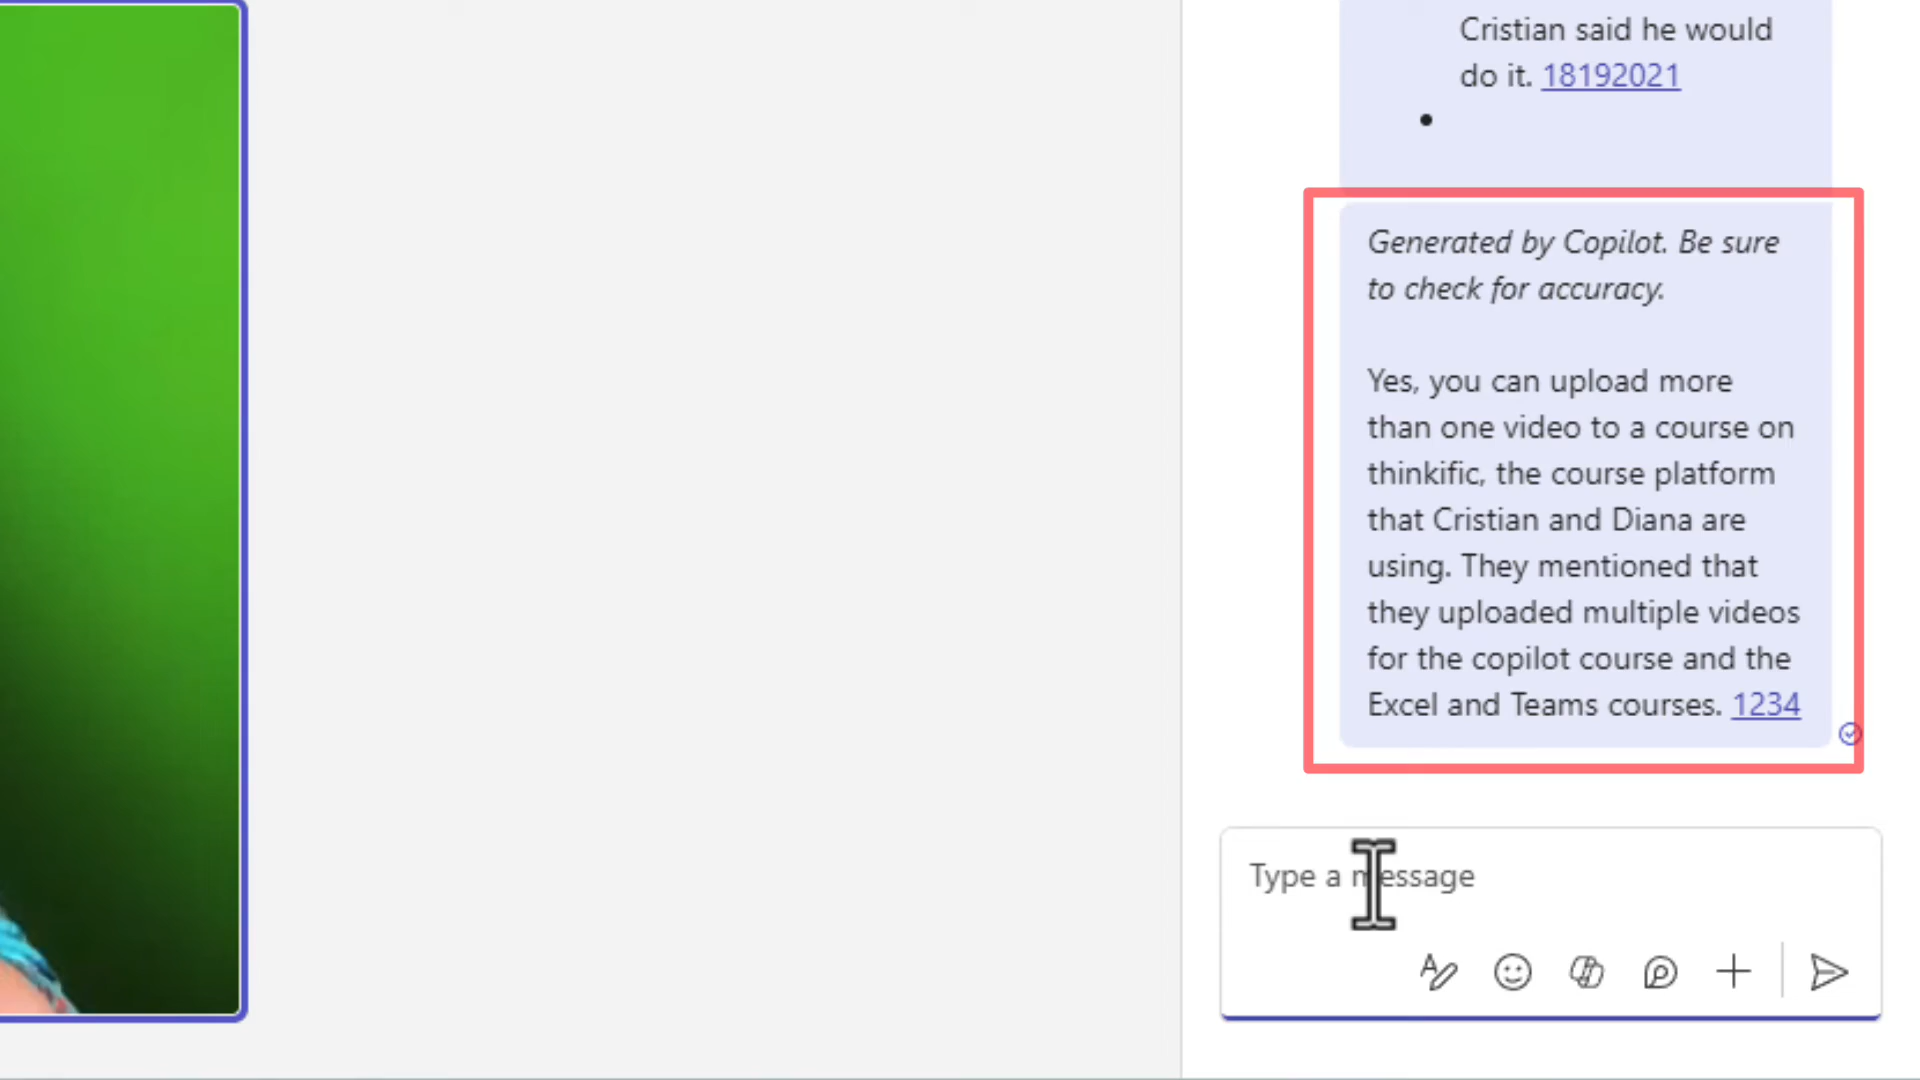 Cristian said he would
do it. 18192021
Generated by Copilot. Be sure
to check for accuracy.
Yes, you can upload more
than one video to a course on
thinkific, the course platform
that Cristian and Diana are
using. They mentioned that
they uploaded multiple videos
for the copilot course and the
Excel and Teams courses. 1234
Type a message